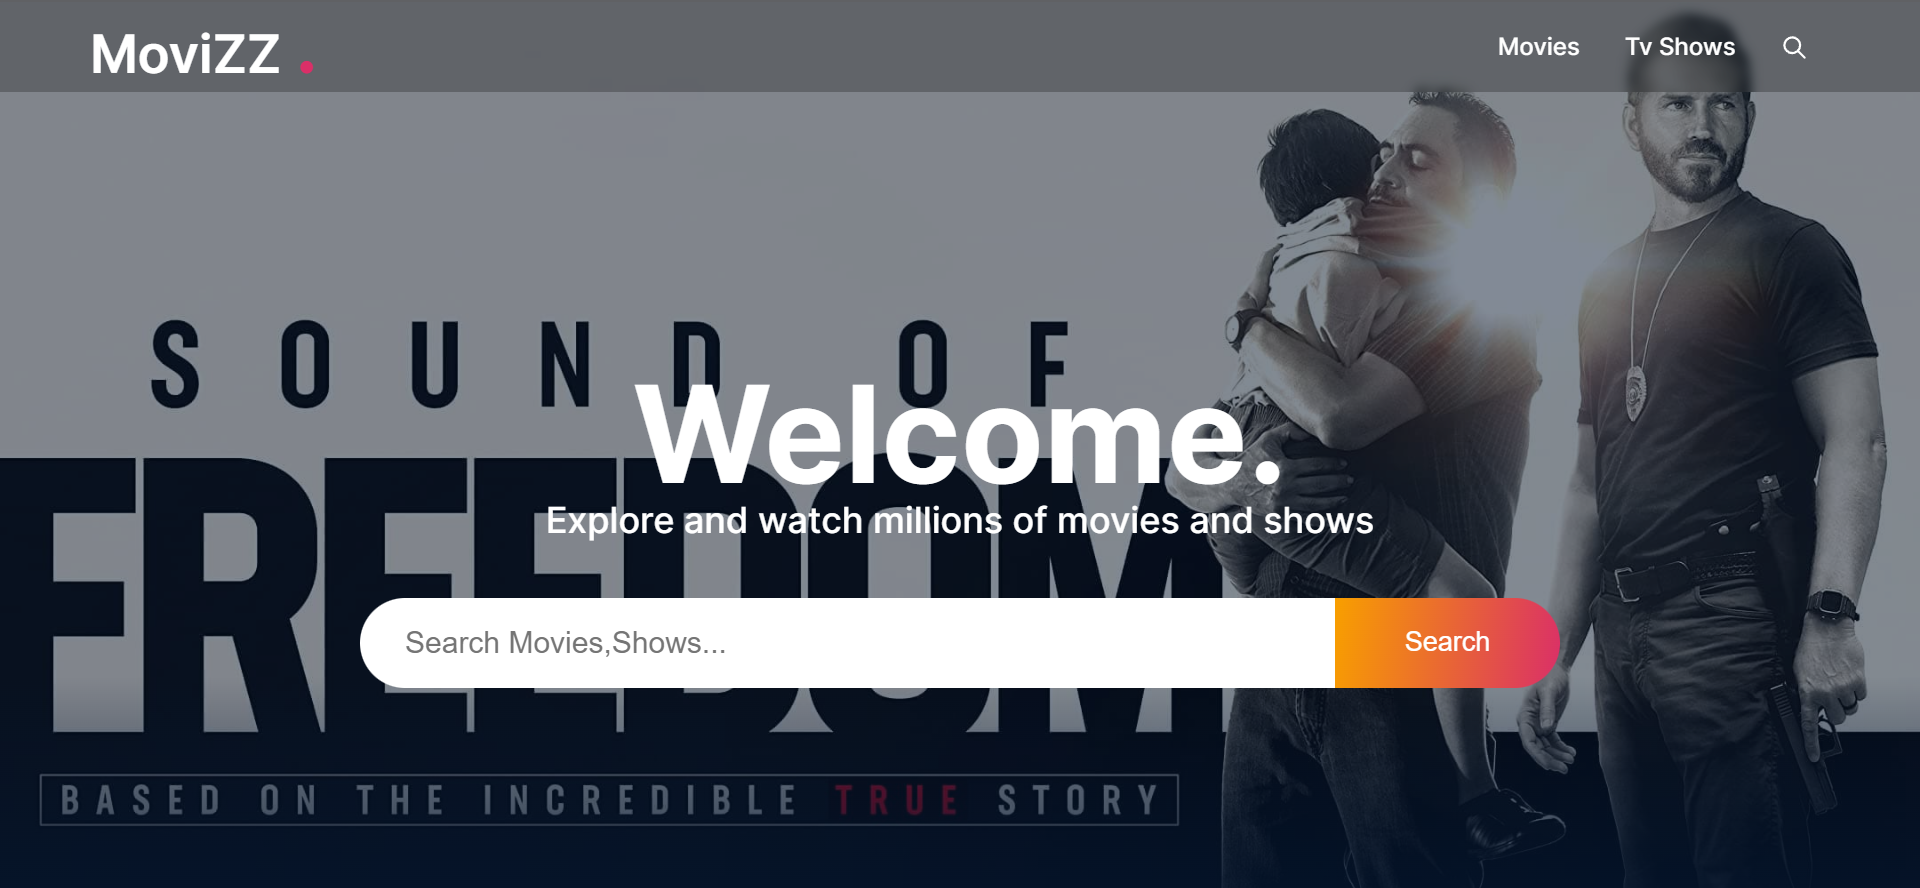 MoviZZ .
Movies
Tv Shows
SOUND OF
Welcome.
FREEDOM
Explore and watch millions of movies and shows
Search Movies,Shows...
Search
BASED ON THE INCREDIBLE TRUE STORY